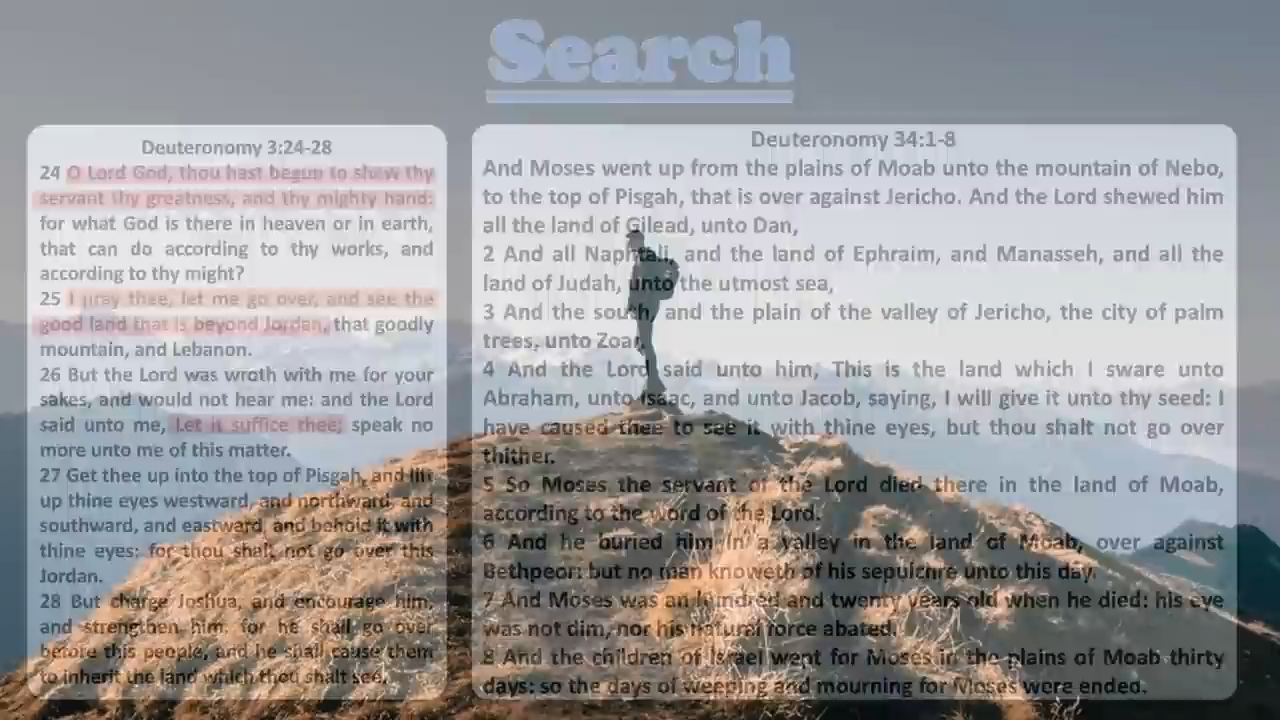 Search
Deuteronomy 3:24-28
24 O Lord God, thou hast begun to shew thy
servant thy greatness, and thy mighty hand:
for what God is there in heaven or in earth,
that can do according to thy works, and
according to thy might?
25 I pray thee, let me go over, and see the
good land that is beyond Jordan, that goodly
mountain, and Lebanon.
26 But the Lord was wroth with me for your
sakes, and would not hear me: and the Lord
said unto me, Let it suffice thee; speak no
more unto me of this matter.
27 Get thee up into the top of Pisgah, and lift
up thine eyes westward, and northward, and
southward, and eastward, and behold it with
thine eyes: for thou shalt not go over this
Jordan.
28 But charge Joshua, and encourage him,
and strengthen him: for he shall go over
before this people, and he shall cause them
to inherit the land which thou shalt see.
Deuteronomy 34:1-8
And Moses went up from the plains of Moab unto the mountain of Nebo,
to the top of Pisgah, that is over against Jericho. And the Lord shewed him
all the land of Gilead, unto Dan,
2 And all Naphtali, and the land of Ephraim, and Manasseh, and all the
land of Judah, unto the utmost sea,
3 And the south, and the plain of the valley of Jericho, the city of palm
trees, unto Zoar.
4 And the Lord said unto him, This is the land which I sware unto
Abraham, unto Isaac, and unto Jacob, saying, I will give it unto thy seed: I
have caused thee to see it with thine eyes, but thou shalt not go over
thither.
5 So Moses the servant of the Lord died there in the land of Moab,
according to the word of the Lord.
6 And he buried him in a valley in the land of Moab, over against
Bethpeor: but no man knoweth of his sepulchre unto this day.
7 And Moses was an hundred and twenty years old when he died: his eye
was not dim, nor his natural force abated.
8 And the children of Israel wept for Moses in the plains of Moab thirty
days: so the days of weeping and mourning for Moses were ended.